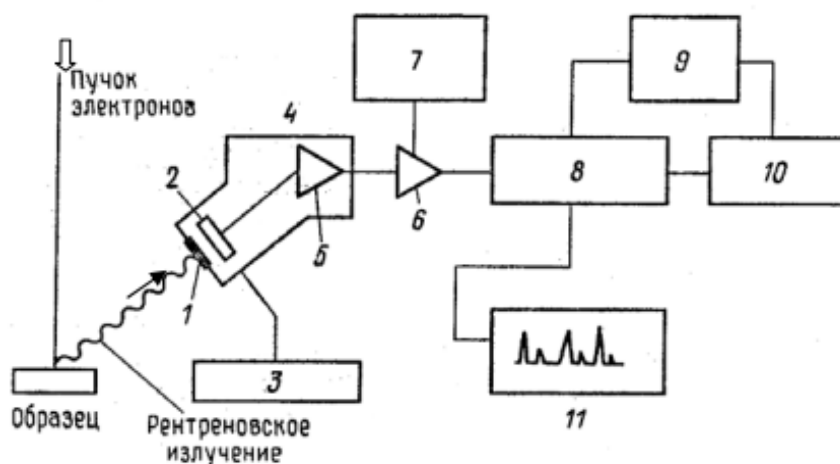 Пучок
электронов
7
9
4
2
8
10
5
6
1
3
11
Образец
Рентгеновское
излучение